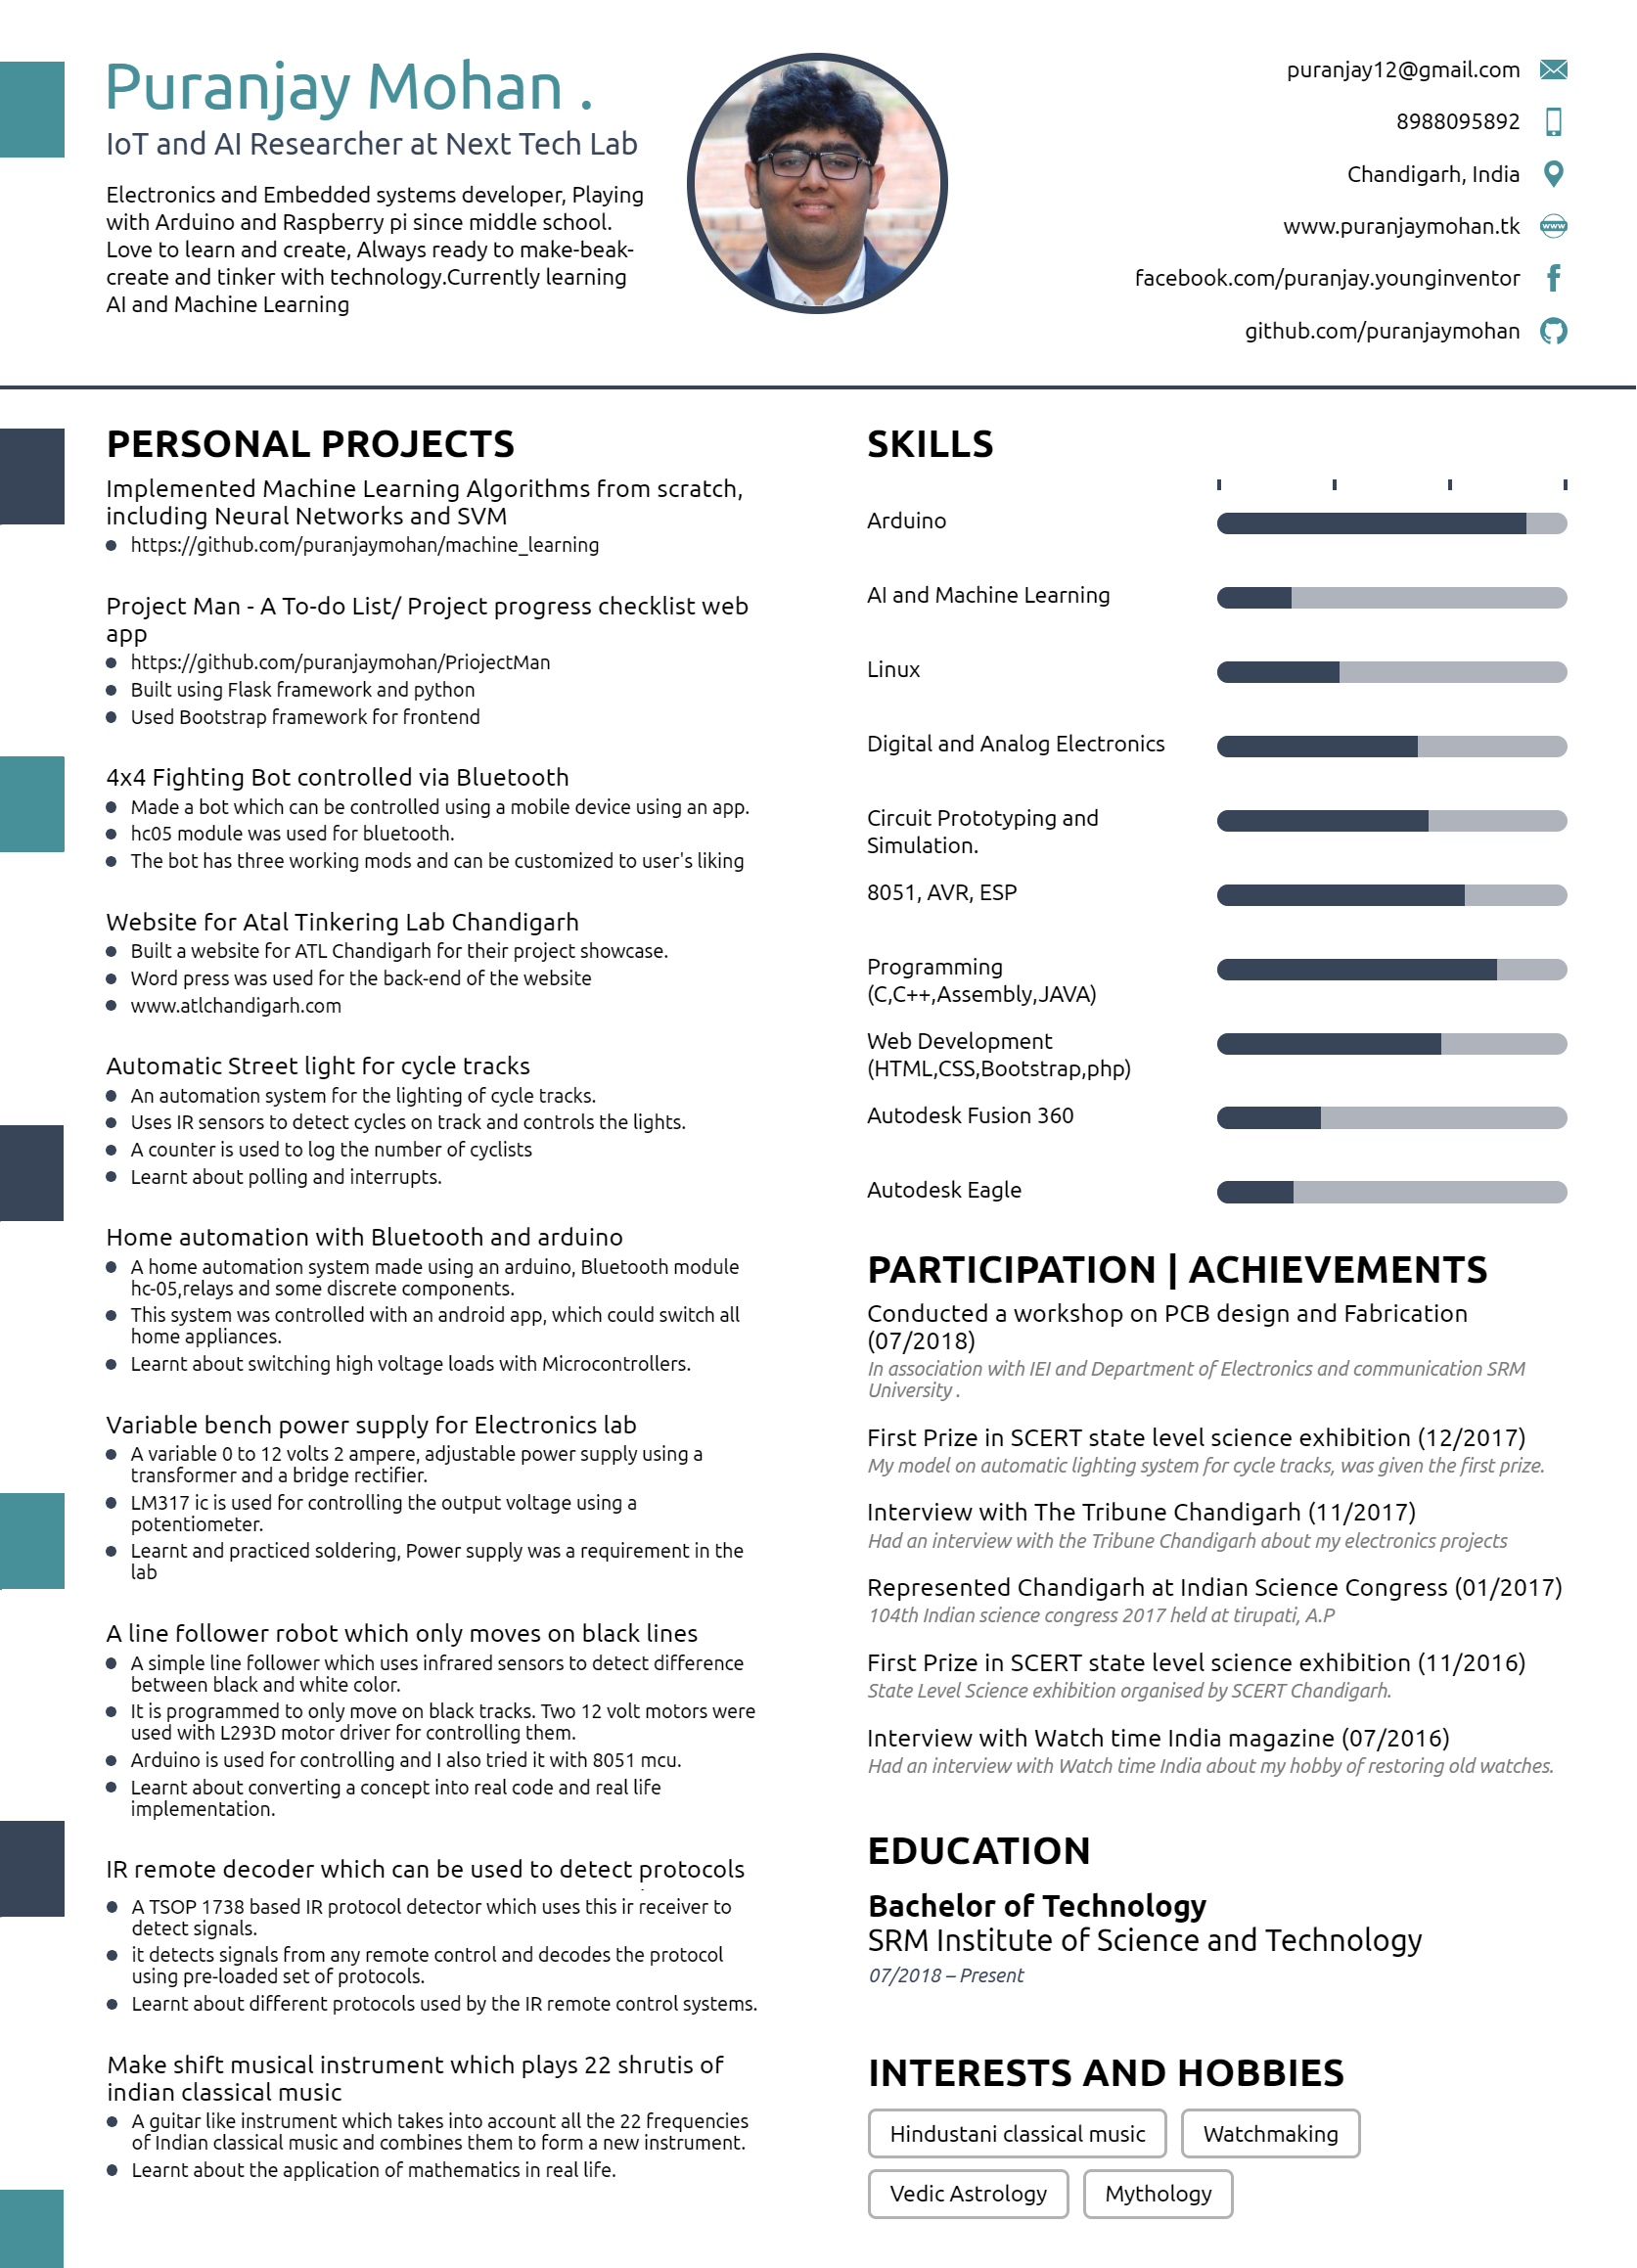 Puranjay Mohan .
IoT and AI Researcher at Next Tech Lab
Electronics and Embedded systems developer, Playing
with Arduino and Raspberry pi since middle school.
Love to learn and create, Always ready to make-beak-
create and tinker with technology.Currently learning
AI and Machine Learning
puranjay12@gmail.com
8988095892
Chandigarh, India
www.puranjaymohan.tk
www
facebook.com/puranjay.younginventor
github.com/puranjaymohan
PERSONAL PROJECTS
Implemented Machine Learning Algorithms from scratch,
including Neural Networks and SVM
https://github.com/puranjaymohan/machine_learning
Project Man - A To-do List/ Project progress checklist web
app
https://github.com/puranjaymohan/PriojectMan
Built using Flask framework and python
Used Bootstrap framework for frontend
4x4 Fighting Bot controlled via Bluetooth
Made a bot which can be controlled using a mobile device using an app.
hc05 module was used for bluetooth.
The bot has three working mods and can be customized to user's liking
Website for Atal Tinkering Lab Chandigarh
Built a website for ATL Chandigarh for their project showcase.
Word press was used for the back-end of the website
www.atlchandigarh.com
Automatic Street light for cycle tracks
An automation system for the lighting of cycle tracks.
Uses IR sensors to detect cycles on track and controls the lights.
A counter is used to log the number of cyclists
Learnt about polling and interrupts.
Home automation with Bluetooth and arduino
A home automation system made using an arduino, Bluetooth module
hc-05,relays and some discrete components.
This system was controlled with an android app, which could switch all
home appliances.
Learnt about switching high voltage loads with Microcontrollers.
Variable bench power supply for Electronics lab
A variable 0 to 12 volts 2 ampere, adjustable power supply using a
transformer and a bridge rectifier.
LM317 ic is used for controlling the output voltage using a
potentiometer.
Learnt and practiced soldering, Power supply was a requirement in the
lab
A line follower robot which only moves on black lines
A simple line follower which uses infrared sensors to detect difference
between black and white color.
It is programmed to only move on black tracks. Two 12 volt motors were
used with L293D motor driver for controlling them.
Arduino is used for controlling and I also tried it with 8051 mcu.
Learnt about converting a concept into real code and real life
implementation.
IR remote decoder which can be used to detect protocols
A TSOP 1738 based IR protocol detector which uses this ir receiver to
detect signals.
it detects signals from any remote control and decodes the protocol
using pre-loaded set of protocols.
Learnt about different protocols used by the IR remote control systems.
Make shift musical instrument which plays 22 shrutis of
indian classical music
A guitar like instrument which takes into account all the 22 frequencies
of Indian classical music and combines them to form a new instrument.
Learnt about the application of mathematics in real life.
SKILLS
Arduino
AI and Machine Learning
Linux
Digital and Analog Electronics
Circuit Prototyping and
Simulation.
8051, AVR, ESP
Programming
(C,C++,Assembly,JAVA)
Web Development
(HTML,CSS,Bootstrap,php)
Autodesk Fusion 360
Autodesk Eagle
PARTICIPATION | ACHIEVEMENTS
Conducted a workshop on PCB design and Fabrication
(07/2018)
In association with IEI and Department of Electronics and communication SRM
University .
First Prize in SCERT state level science exhibition (12/2017)
My model on automatic lighting system for cycle tracks, was given the first prize.
Interview with The Tribune Chandigarh (11/2017)
Had an interview with the Tribune Chandigarh about my electronics projects
Represented Chandigarh at Indian Science Congress (01/2017)
104th Indian science congress 2017 held at tirupati, A.P
First Prize in SCERT state level science exhibition (11/2016)
State Level Science exhibition organised by SCERT Chandigarh.
Interview with Watch time India magazine (07/2016)
Had an interview with Watch time India about my hobby of restoring old watches.
EDUCATION
Bachelor of Technology
SRM Institute of Science and Technology
07/2018 – Present
INTERESTS AND HOBBIES
Hindustani classical music
Watchmaking
Vedic Astrology
Mythology